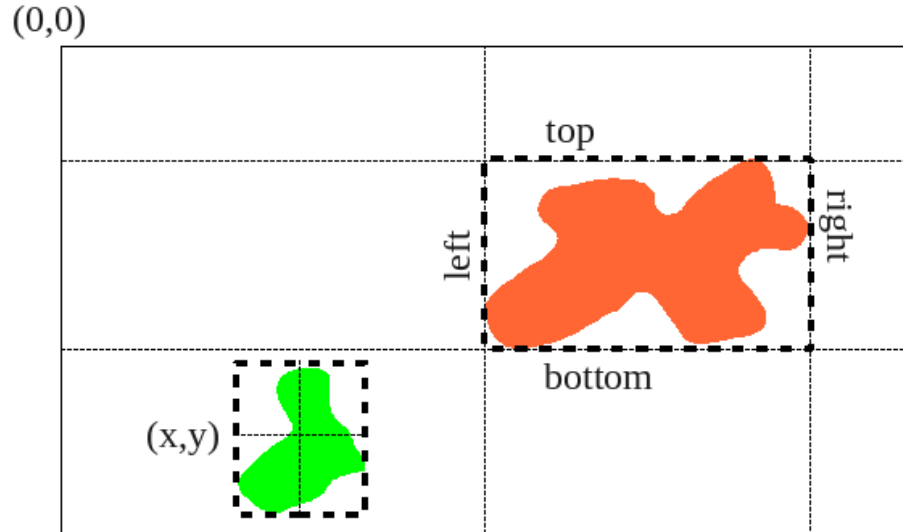 (0,0)
top
left
right
bottom
(x,y)